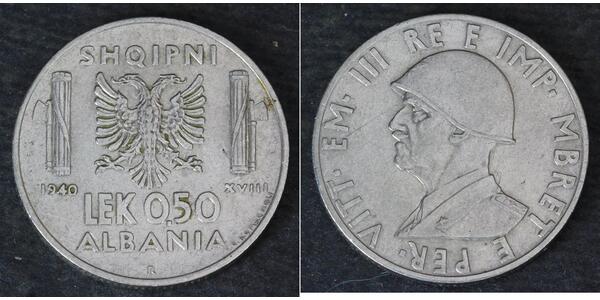 SHQIPNI
1940 XVIII
LEK 0,50
ALBANIA
R
VITT· EM· III RE E IMP· MBRET E PER·